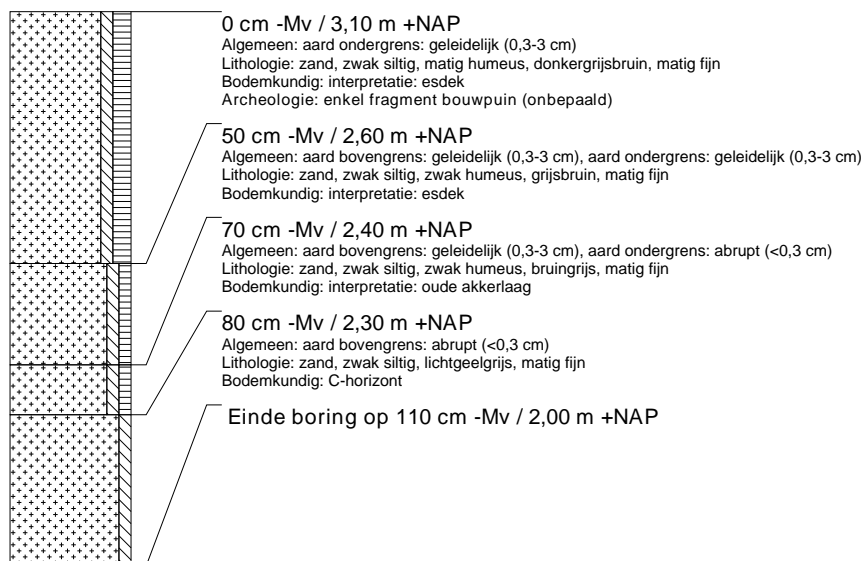 0 cm -Mv / 3,10 m +NAP
Algemeen: aard ondergrens: geleidelijk (0,3-3 cm)
Lithologie: zand, zwak siltig, matig humeus, donkergrijsbruin, matig fijn
Bodemkundig: interpretatie: esdek
Archeologie: enkel fragment bouwpuin (onbepaald)
50 cm -Mv / 2,60 m +NAP
Algemeen: aard bovengrens: geleidelijk (0,3-3 cm), aard ondergrens: geleidelijk (0,3-3 cm)
Lithologie: zand, zwak siltig, zwak humeus, grijsbruin, matig fijn
Bodemkundig: interpretatie: esdek
70 cm -Mv / 2,40 m +NAP
Algemeen: aard bovengrens: geleidelijk (0,3-3 cm), aard ondergrens: abrupt (<0,3 cm)
Lithologie: zand, zwak siltig, zwak humeus, bruingrijs, matig fijn
Bodemkundig: interpretatie: oude akkerlaag
80 cm -Mv / 2,30 m +NAP
Algemeen: aard bovengrens: abrupt (<0,3 cm)
Lithologie: zand, zwak siltig, lichtgeelgrijs, matig fijn
Bodemkundig: C-horizont
Einde boring op 110 cm -Mv / 2,00 m +NAP